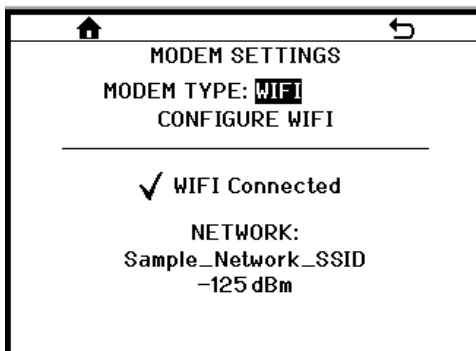 MODEM SETTINGS
MODEM TYPE: WIFI
CONFIGURE WIFI
✓ WIFI Connected
NETWORK:
Sample_Network_SSID
-125 dBm